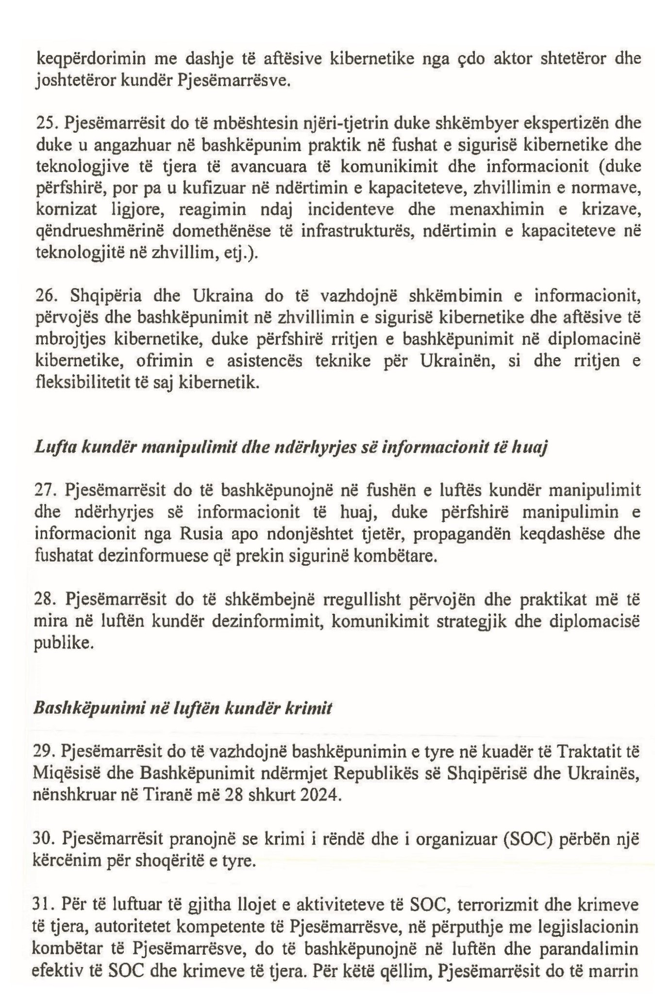 keqpërdorimin me dashje të aftësive kibernetike nga çdo aktor shtetëror dhe
joshtetëror kundër Pjesëmarrësve.
25. Pjesëmarrësit do të mbështesin njëri-tjetrin duke shkëmbyer ekspertizën dhe
duke u angazhuar në bashkëpunim praktik në fushat e sigurisë kibernetike dhe
teknologjive të tjera të avancuara të komunikimit dhe informacionit (duke
përfshirë, por pa u kufizuar në ndërtimin e kapaciteteve, zhvillimin e normave,
kornizat ligjore, reagimin ndaj incidenteve dhe menaxhimin e krizave,
qëndrueshmërinë domethënëse të infrastrukturës, ndërtimin e kapaciteteve në
teknologjitë në zhvillim, etj.).
26. Shqipëria dhe Ukraina do të vazhdojnë shkëmbimin e informacionit,
përvojës dhe bashkëpunimit në zhvillimin e sigurisë kibernetike dhe aftësive të
mbrojtjes kibernetike, duke përfshirë rritjen e bashkëpunimit në diplomacinë
kibernetike, ofrimin e asistencës teknike për Ukrainën, si dhe rritjen e
fleksibilitetit të saj kibernetik.
Lufta kundër manipulimit dhe ndërhyrjes së informacionit të huaj
27. Pjesëmarrësit do të bashkëpunojnë në fushën e luftës kundër manipulimit
dhe ndërhyrjes së informacionit të huaj, duke përfshirë manipulimin e
informacionit nga Rusia apo ndonjështet tjetër, propagandën keqdashëse dhe
fushatat dezinformuese që prekin sigurinë kombëtare.
28. Pjesëmarrësit do të shkëmbejnë rregullisht përvojën dhe praktikat më të
mira në luftën kundër dezinformimit, komunikimit strategjik dhe diplomacisë
publike.
Bashkëpunimi në luftën kundër krimit
29. Pjesëmarrësit do të vazhdojnë bashkëpunimin e tyre në kuadër të Traktatit të
Miqësisë dhe Bashkëpunimit ndërmjet Republikës së Shqipërisë dhe Ukrainës,
nënshkruar në Tiranë më 28 shkurt 2024.
30. Pjesëmarrësit pranojnë se krimi i rëndë dhe i organizuar (SOC) përbën një
kërcënim për shoqëritë e tyre.
31. Për të luftuar të gjitha llojet e aktiviteteve të SOC, terrorizmit dhe krimeve
të tjera, autoritetet kompetente të Pjesëmarrësve, në përputhje me legjislacionin
kombëtar të Pjesëmarrësve, do të bashkëpunojnë në luftën dhe parandalimin
efektiv të SOC dhe krimeve të tjera. Për këtë qëllim, Pjesëmarrësit do të marrin